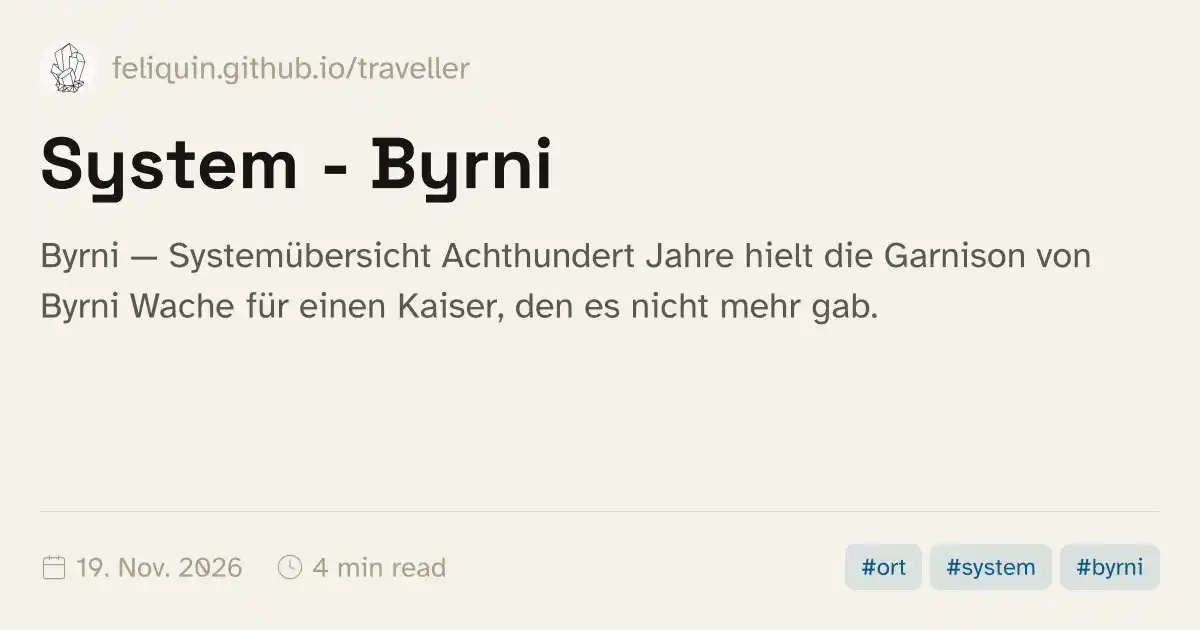 feliquin.github.io/traveller
System - Byrni
Byrni — Systemübersicht Achthundert Jahre hielt die Garnison von
Byrni Wache für einen Kaiser, den es nicht mehr gab.
19. Nov. 2026 4 min read #ort #system #byrni